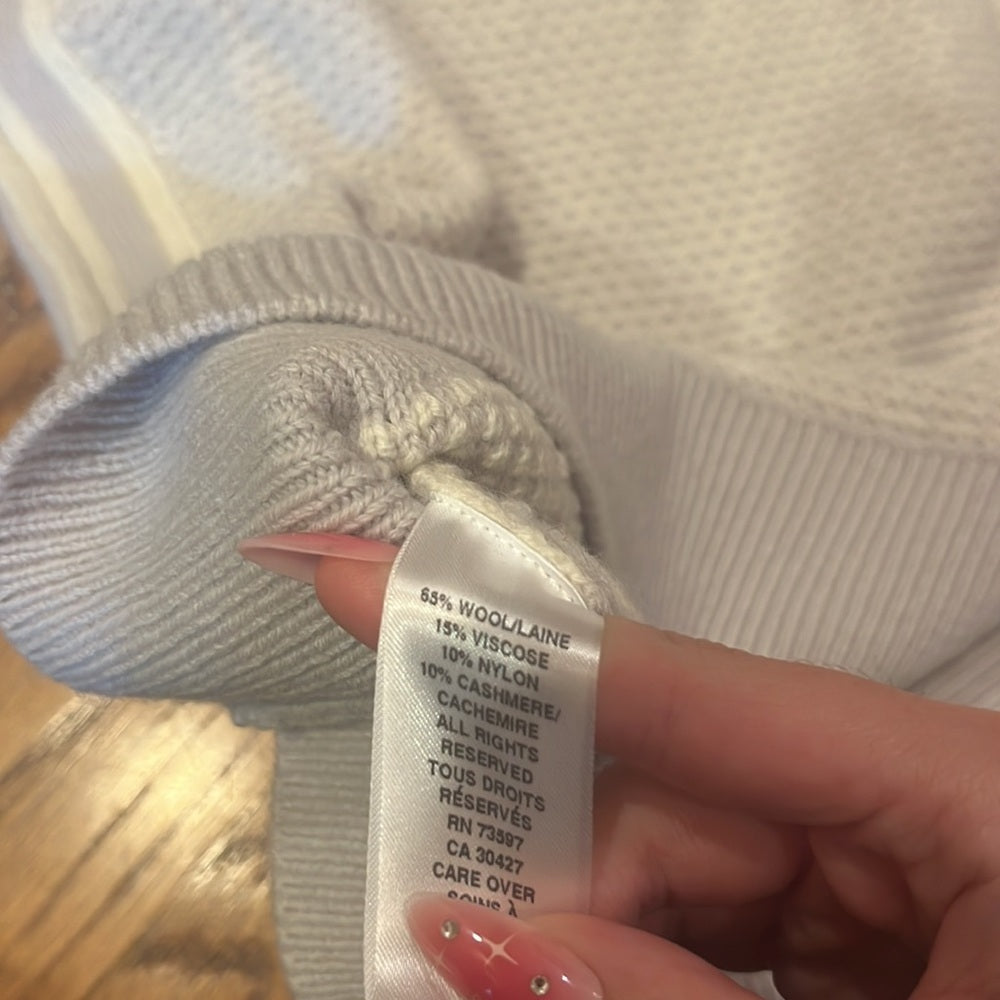 65% WOOL/LAINE
15% VISCOSE
10% NYLON
10% CASHMERE/
CACHEMIRE
ALL RIGHTS
RESERVED
TOUS DROITS
RÉSERVÉS
RN 73597
CA 30427
CARE OVER
SOINS À